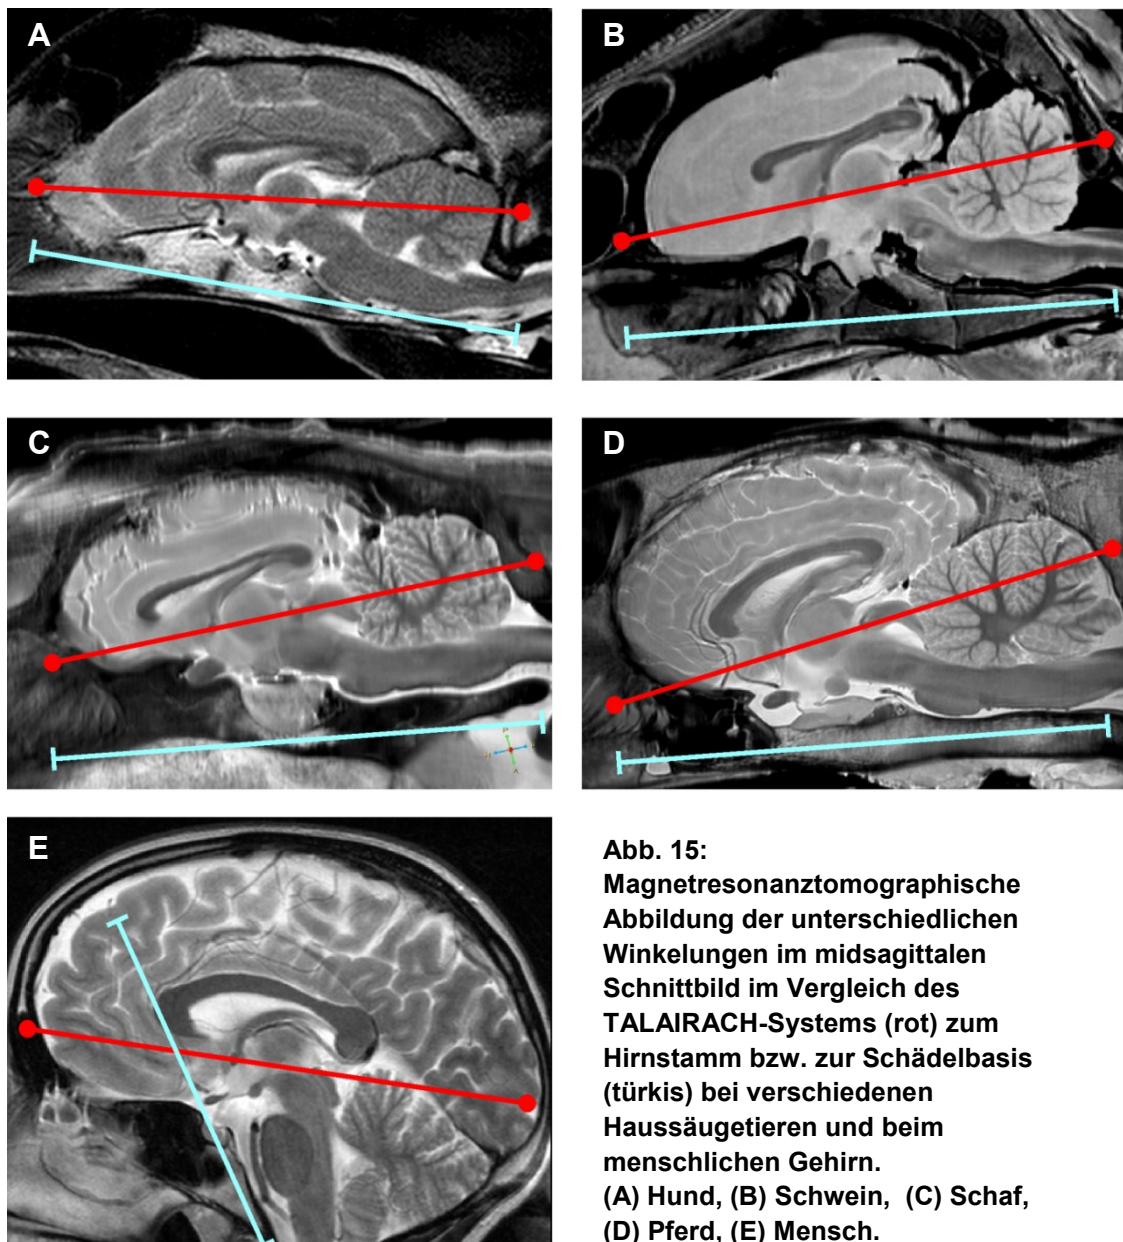 A
B
C
D
E
Abb. 15:
Magnetresonanztomographische
Abbildung der unterschiedlichen
Winkelungen im midsagittalen
Schnittbild im Vergleich des
TALAIRACH-Systems (rot) zum
Hirnstamm bzw. zur Schädelbasis
(türkis) bei verschiedenen
Haussäugetieren und beim
menschlichen Gehirn.
(A) Hund, (B) Schwein, (C) Schaf,
(D) Pferd, (E) Mensch.